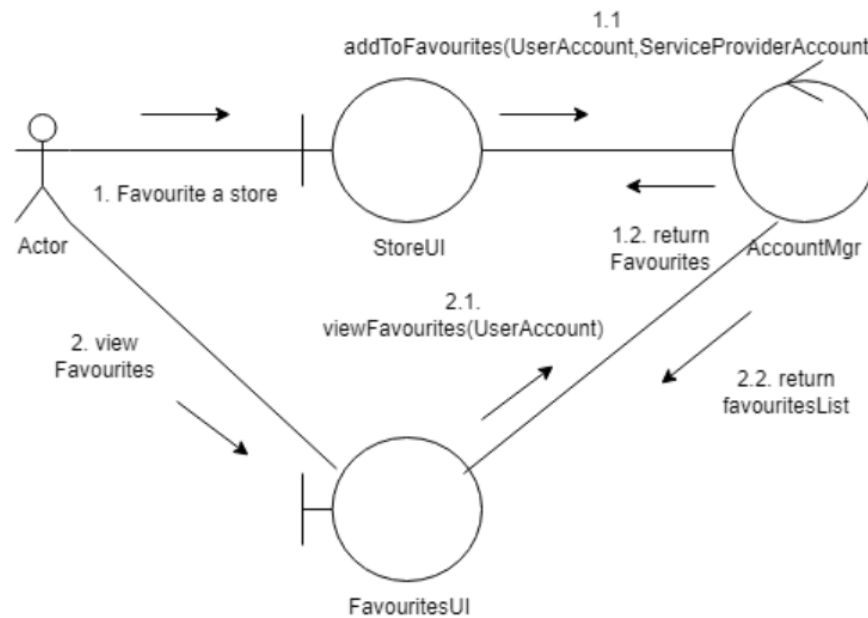 1.1
addToFavourites(UserAccount,ServiceProviderAccount
1. Favourite a store
Actor
StoreUI
1.2. return
Favourites
AccountMgr
2.1.
viewFavourites(UserAccount)
2. view
Favourites
2.2. return
favouritesList
FavouritesUI